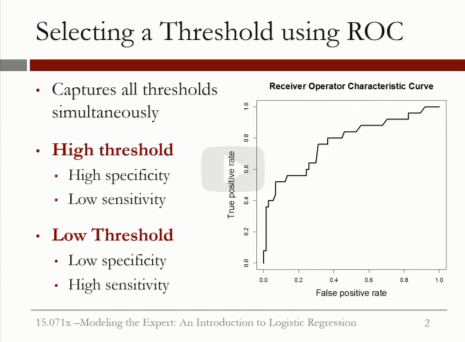 Selecting a Threshold using ROC
• Captures all thresholds
simultaneously
• High threshold
• High specificity
• Low sensitivity
• Low Threshold
• Low specificity
• High sensitivity
Receiver Operator Characteristic Curve
True positive rate
1.0
0.8
0.6
0.4
0.2
0.0
0.0 0.2 0.4 0.6 0.8 1.0
False positive rate
15.071x –Modeling the Expert: An Introduction to Logistic Regression 2